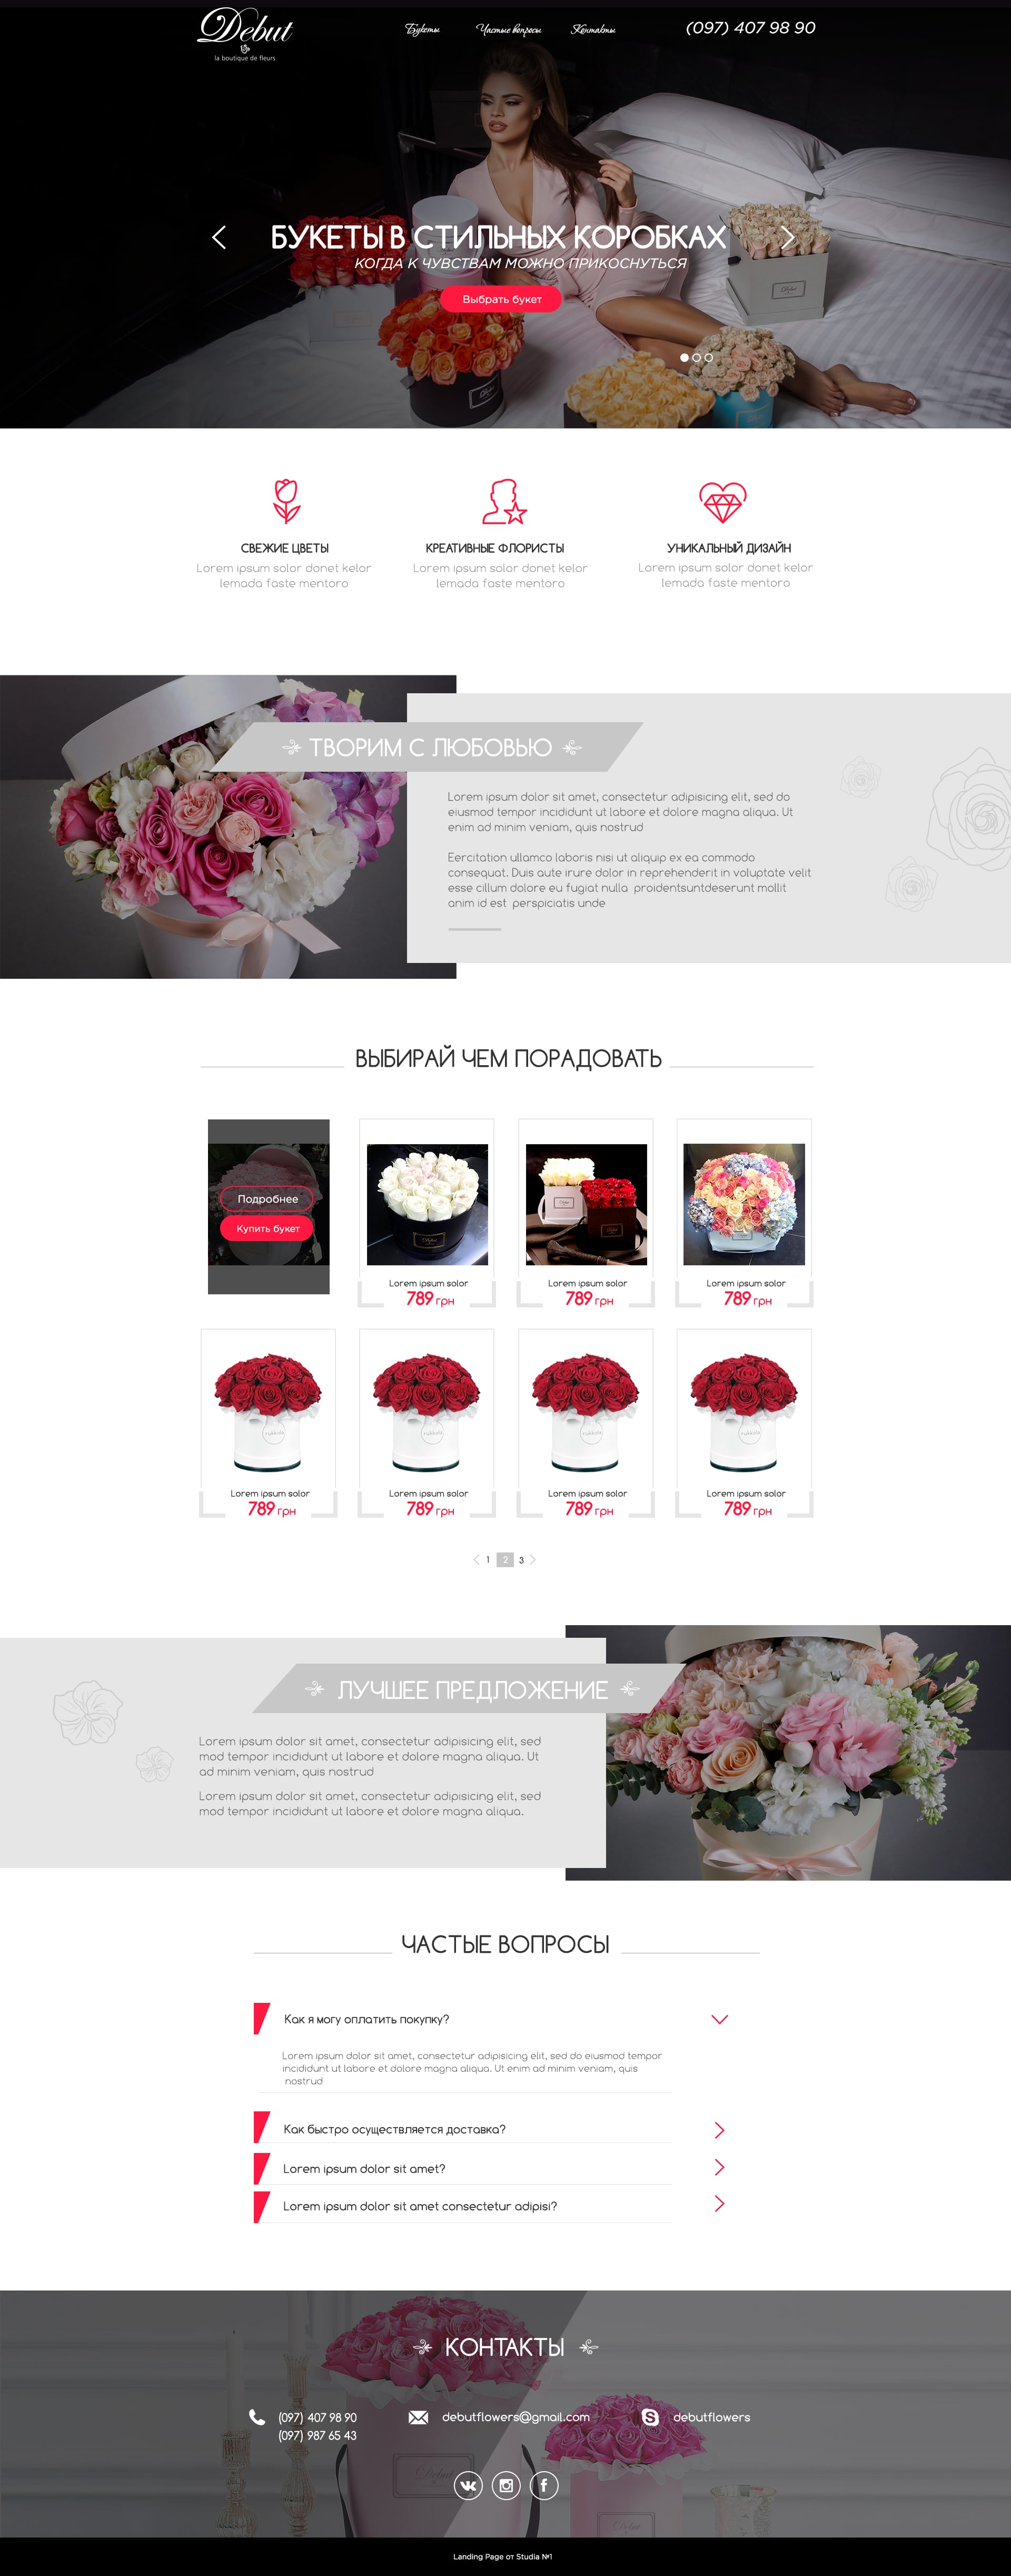 Debut
la boutique de fleurs
Букеты
Частые вопросы
Контакты
(097) 407 98 90
БУКЕТЫ В СТИЛЬНЫХ КОРОБКАХ
КОГДА К ЧУВСТВАМ МОЖНО ПРИКОСНУТЬСЯ
Выбрать букет
СВЕЖИЕ ЦВЕТЫ
Lorem ipsum solor donet kelor
lemada faste mentoro
КРЕАТИВНЫЕ ФЛОРИСТЫ
Lorem ipsum solor donet kelor
lemada faste mentoro
УНИКАЛЬНЫЙ ДИЗАЙН
Lorem ipsum solor donet kelor
lemada faste mentoro
ТВОРИМ С ЛЮБОВЬЮ
Lorem ipsum dolor sit amet, consectetur adipisicing elit, sed do
eiusmod tempor incididunt ut labore et dolore magna aliqua. Ut
enim ad minim veniam, quis nostrud
Eercitation ullamco laboris nisi ut aliquip ex ea commodo
consequat. Duis aute irure dolor in reprehenderit in voluptate velit
esse cillum dolore eu fugiat nulla proidentsuntdeserunt mollit
anim id est perspiciatis unde
ВЫБИРАЙ ЧЕМ ПОРАДОВАТЬ
Подробнее
Купить букет
Lorem ipsum solor
789 грн
Lorem ipsum solor
789 грн
Lorem ipsum solor
789 грн
Lorem ipsum solor
789 грн
Lorem ipsum solor
789 грн
Lorem ipsum solor
789 грн
Lorem ipsum solor
789 грн
1 2 3
ЛУЧШЕЕ ПРЕДЛОЖЕНИЕ
Lorem ipsum dolor sit amet, consectetur adipisicing elit, sed
mod tempor incididunt ut labore et dolore magna aliqua. Ut
ad minim veniam, quis nostrud
Lorem ipsum dolor sit amet, consectetur adipisicing elit, sed
mod tempor incididunt ut labore et dolore magna aliqua.
ЧАСТЫЕ ВОПРОСЫ
Как я могу оплатить покупку?
Lorem ipsum dolor sit amet, consectetur adipisicing elit, sed do eiusmod tempor
incididunt ut labore et dolore magna aliqua. Ut enim ad minim veniam, quis
nostrud
Как быстро осуществляется доставка?
Lorem ipsum dolor sit amet?
Lorem ipsum dolor sit amet consectetur adipisi?
КОНТАКТЫ
(097) 407 98 90
(097) 987 65 43
debutflowers@gmail.com
debutflowers
Debut
Landing Page от Studia №1